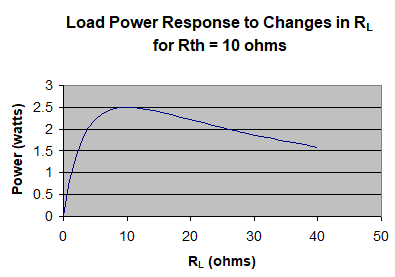 Load Power Response to Changes in RL
for Rth = 10 ohms
Power (watts)
3
2.5
2
1.5
1
0.5
0
0 10 20 30 40 50
RL (ohms)